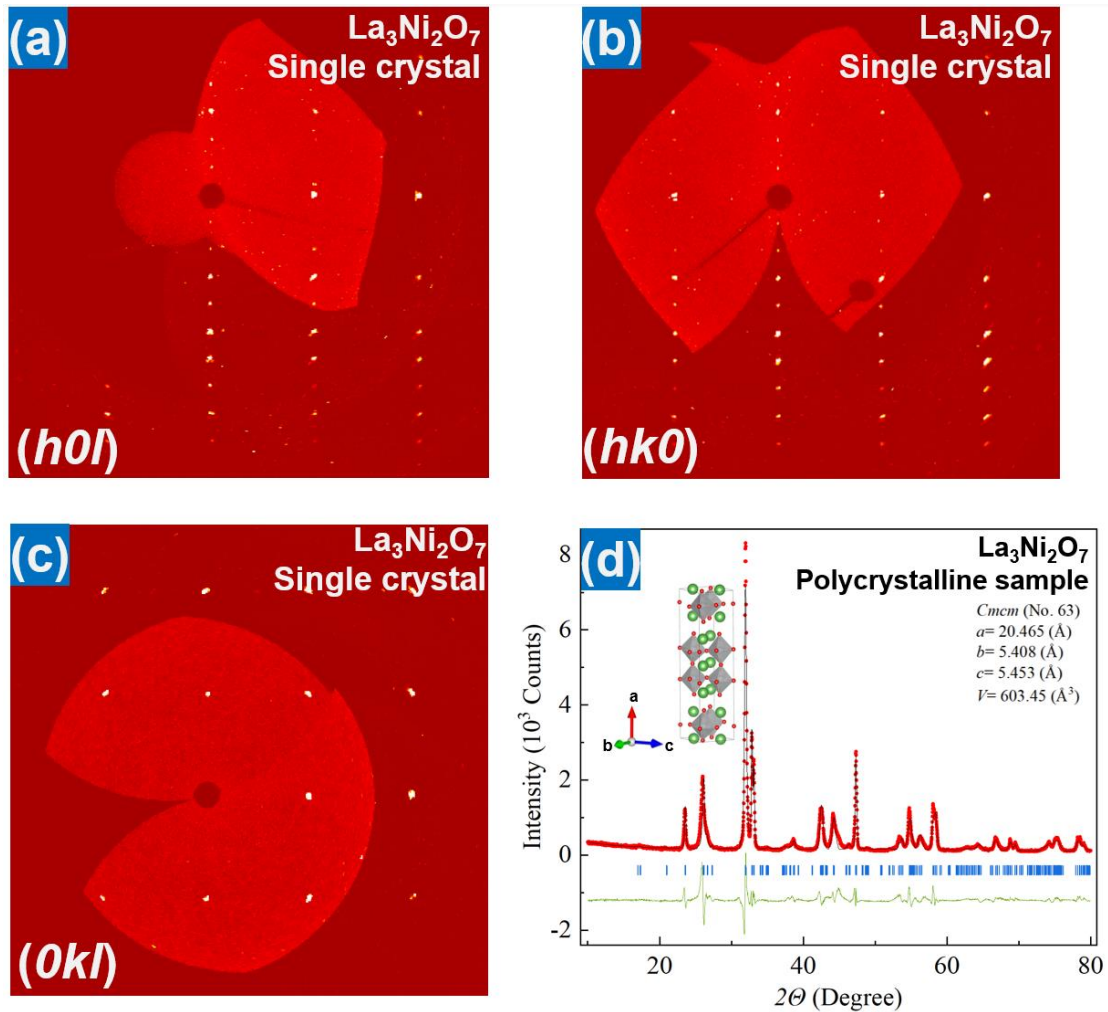 (a)
La₃Ni₂O₇
Single crystal
(h0l)
(b)
La₃Ni₂O₇
Single crystal
(hk0)
(c)
La₃Ni₂O₇
Single crystal
(0kl)
(d)
La₃Ni₂O₇
Polycrystalline sample
Cmcm (No. 63)
a= 20.465 (Å)
b= 5.408 (Å)
c= 5.453 (Å)
V= 603.45 (Å³)
a
b
c
Intensity (10³ Counts)
8
6
4
2
0
-2
20 40 60 80
2Θ (Degree)